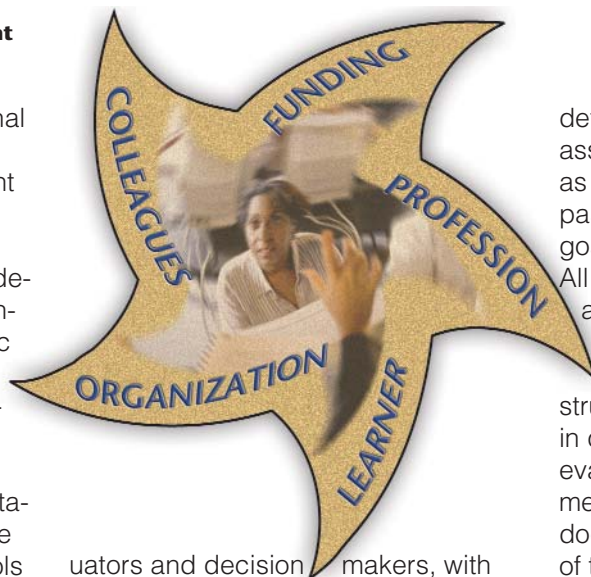 nt
nal
nt
de-
n-
c
ta-
e
ols
COLLEAGUES
FUNDING
PROFESSION
ORGANIZATION
LEARNER
uators and decision makers, with
de
ass
as
pa
go
All
a
stru
in c
eva
me
do
of t